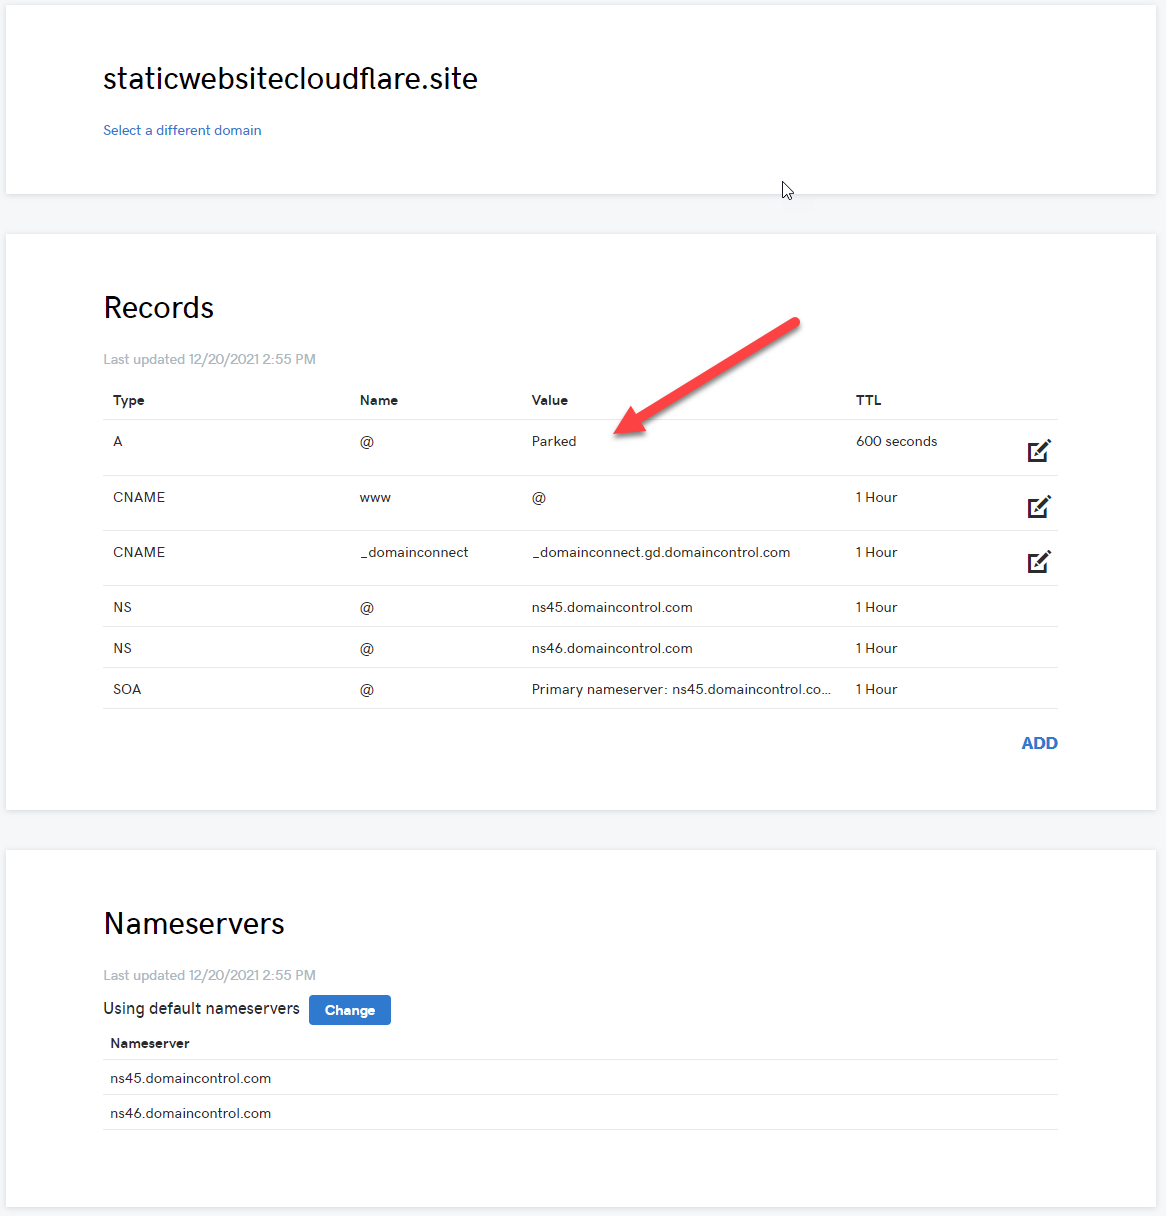 staticwebsitecloudflare.site
Select a different domain
Records
Last updated 12/20/2021 2:55 PM
Type Name Value TTL
A @ Parked 600 seconds
CNAME www @ 1 Hour
CNAME _domainconnect _domainconnect.gd.domaincontrol.com 1 Hour
NS @ ns45.domaincontrol.com 1 Hour
NS @ ns46.domaincontrol.com 1 Hour
SOA @ Primary nameserver: ns45.domaincontrol.co... 1 Hour
ADD
Nameservers
Last updated 12/20/2021 2:55 PM
Using default nameservers Change
Nameserver
ns45.domaincontrol.com
ns46.domaincontrol.com